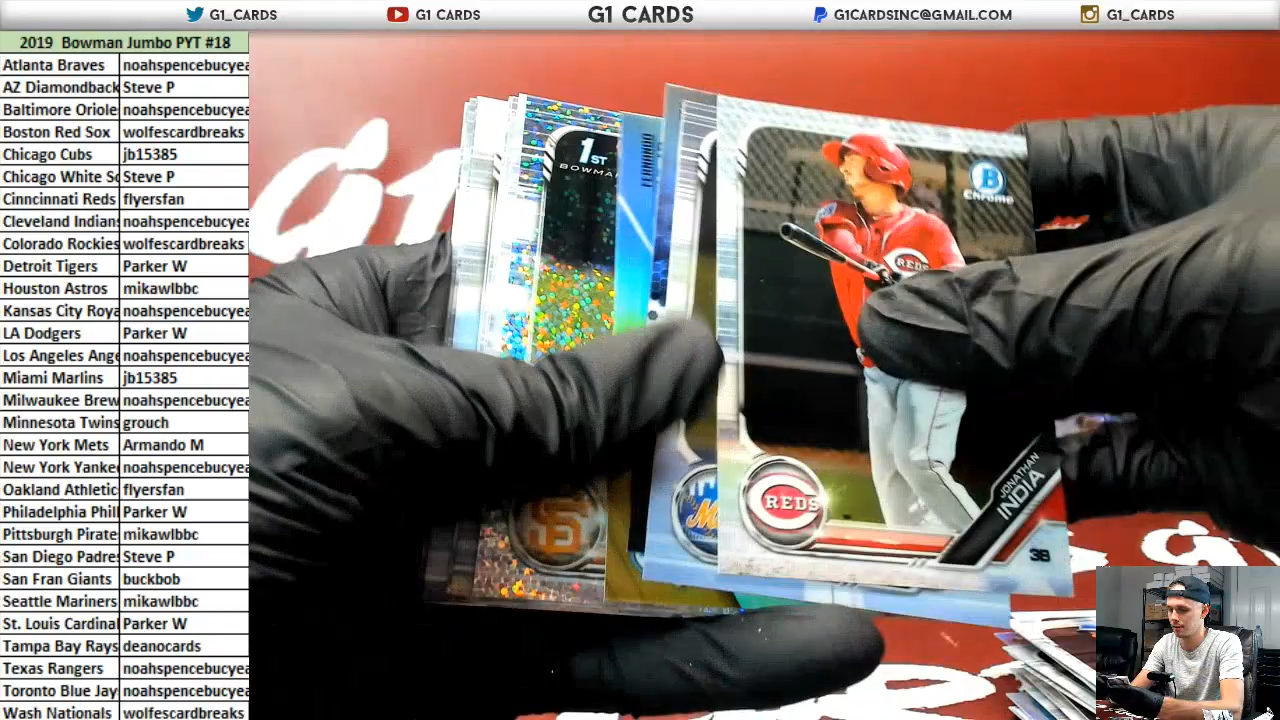 G1_CARDS
G1 CARDS
G1 CARDS
G1CARDSINC@GMAIL.COM
G1_CARDS
2019 Bowman Jumbo PYT #18
Atlanta Braves noahspencebucyea
AZ Diamondback Steve P
Baltimore Oriole noahspencebucyea
Boston Red Sox wolfescardbreaks
Chicago Cubs jb15385
Chicago White So Steve P
Cinncinnati Reds flyersfan
Cleveland Indian noahspencebucyea
Colorado Rockies wolfescardbreaks
Detroit Tigers Parker W
Houston Astros mikawlbbc
Kansas City Roya noahspencebucyea
LA Dodgers Parker W
Los Angeles Ange noahspencebucyea
Miami Marlins jb15385
Milwaukee Brew noahspencebucyea
Minnesota Twins grouch
New York Mets Armando M
New York Yanke noahspencebucyea
Oakland Athletic flyersfan
Philadelphia Phill Parker W
Pittsburgh Pirate mikawlbbc
San Diego Padre Steve P
San Fran Giants buckbob
Seattle Mariners mikawlbbc
St. Louis Cardinal Parker W
Tampa Bay Rays deanocards
Texas Rangers noahspencebucyea
Toronto Blue Jay noahspencebucyea
Wash Nationals wolfescardbreaks
1ST
BOWMA
FERNANDO
B
Chrome
REDS
REDS
JONATHAN
INDIA
38
SF
M
G1